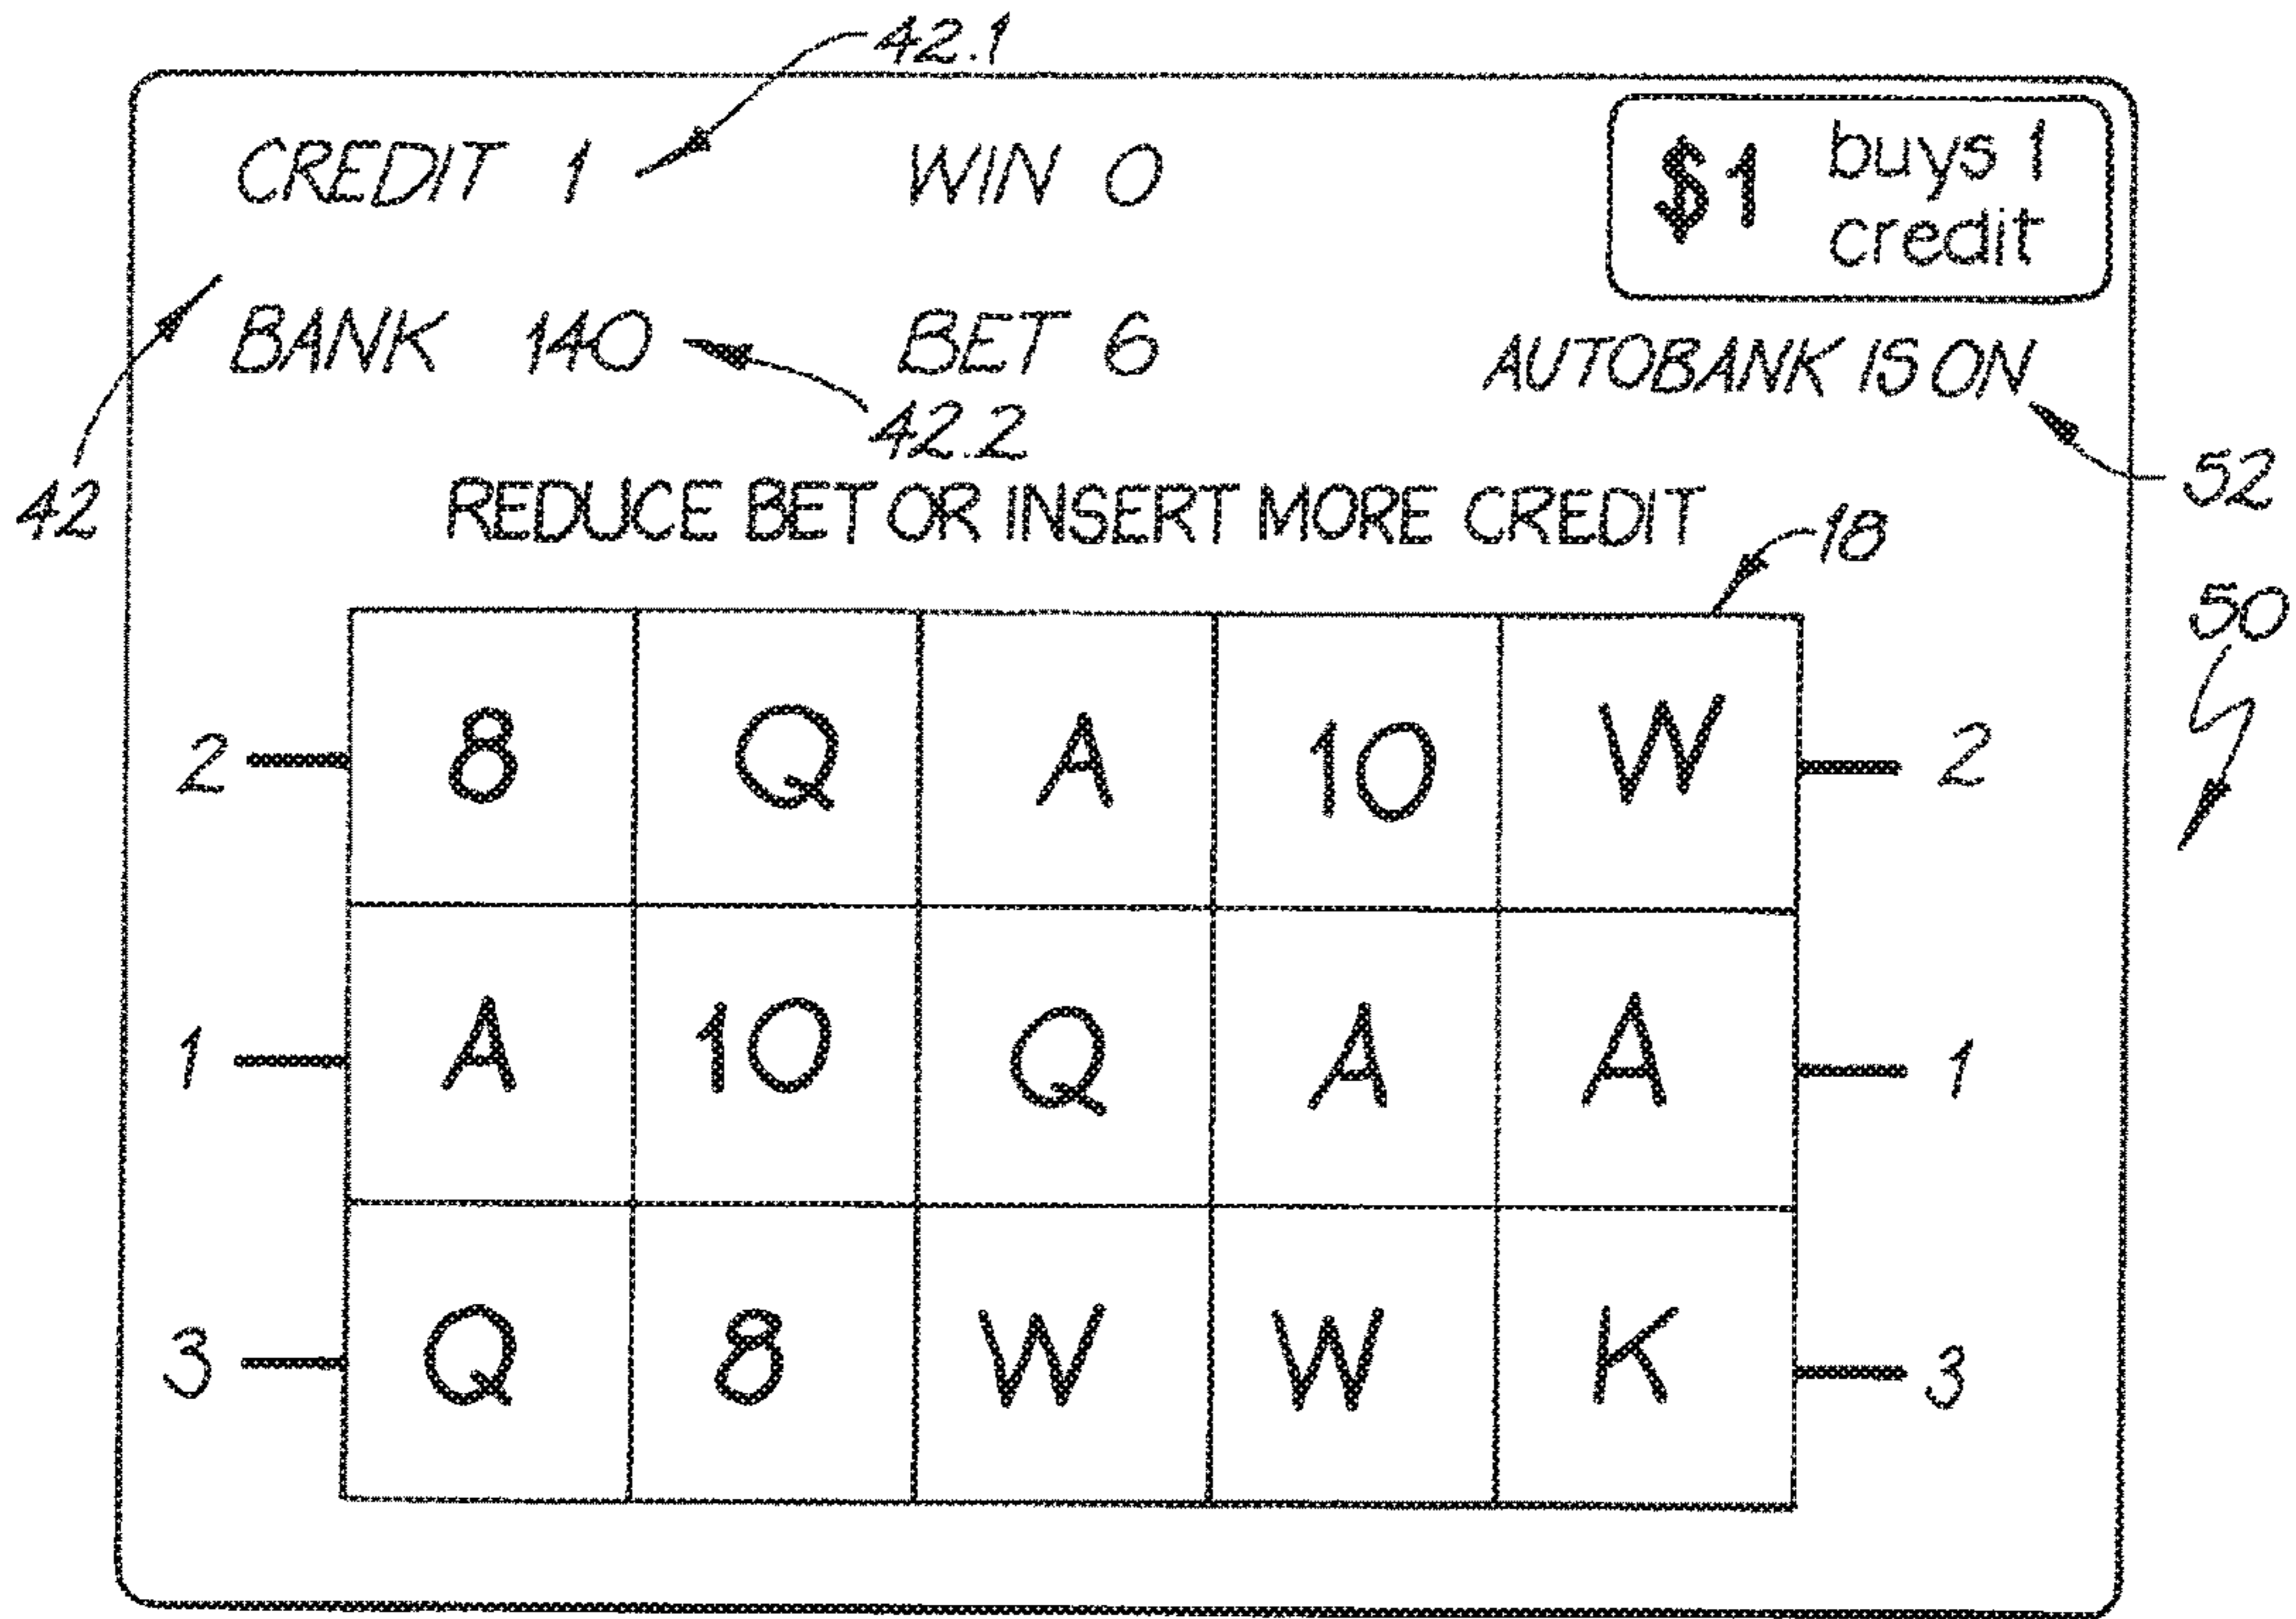 42.1
CREDIT 1 WIN 0 $1 buys 1 credit
BANK 140 BET 6 AUTOBANK IS ON
42.2
42 52
REDUCE BET OR INSERT MORE CREDIT
18
50
2 8 Q A 10 W 2
1 A 10 Q A A 1
3 Q 8 W W K 3